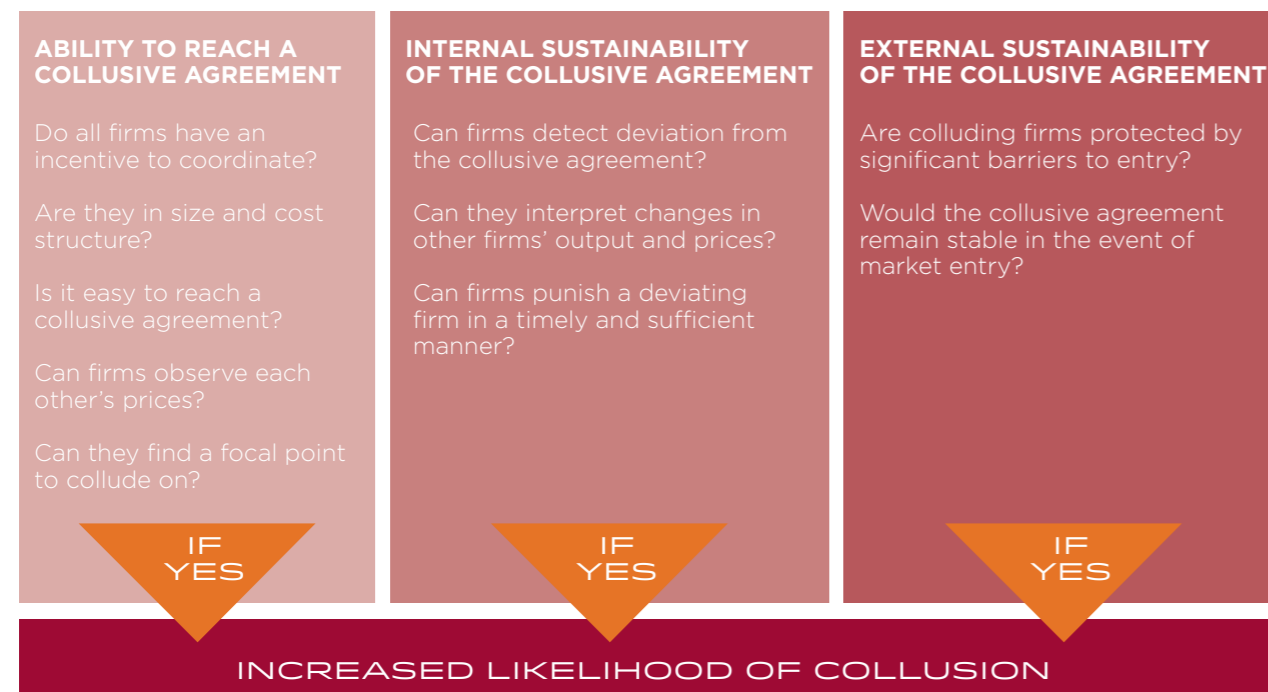 ABILITY TO REACH A
COLLUSIVE AGREEMENT
Do all firms have an
incentive to coordinate?
Are they in size and cost
structure?
Is it easy to reach a
collusive agreement?
Can firms observe each
other's prices?
Can they find a focal point
to collude on?
IF
YES
INTERNAL SUSTAINABILITY
OF THE COLLUSIVE AGREEMENT
Can firms detect deviation from
the collusive agreement?
Can they interpret changes in
other firms' output and prices?
Can firms punish a deviating
firm in a timely and sufficient
manner?
IF
YES
EXTERNAL SUSTAINABILITY
OF THE COLLUSIVE AGREEMENT
Are colluding firms protected by
significant barriers to entry?
Would the collusive agreement
remain stable in the event of
market entry?
IF
YES
INCREASED LIKELIHOOD OF COLLUSION